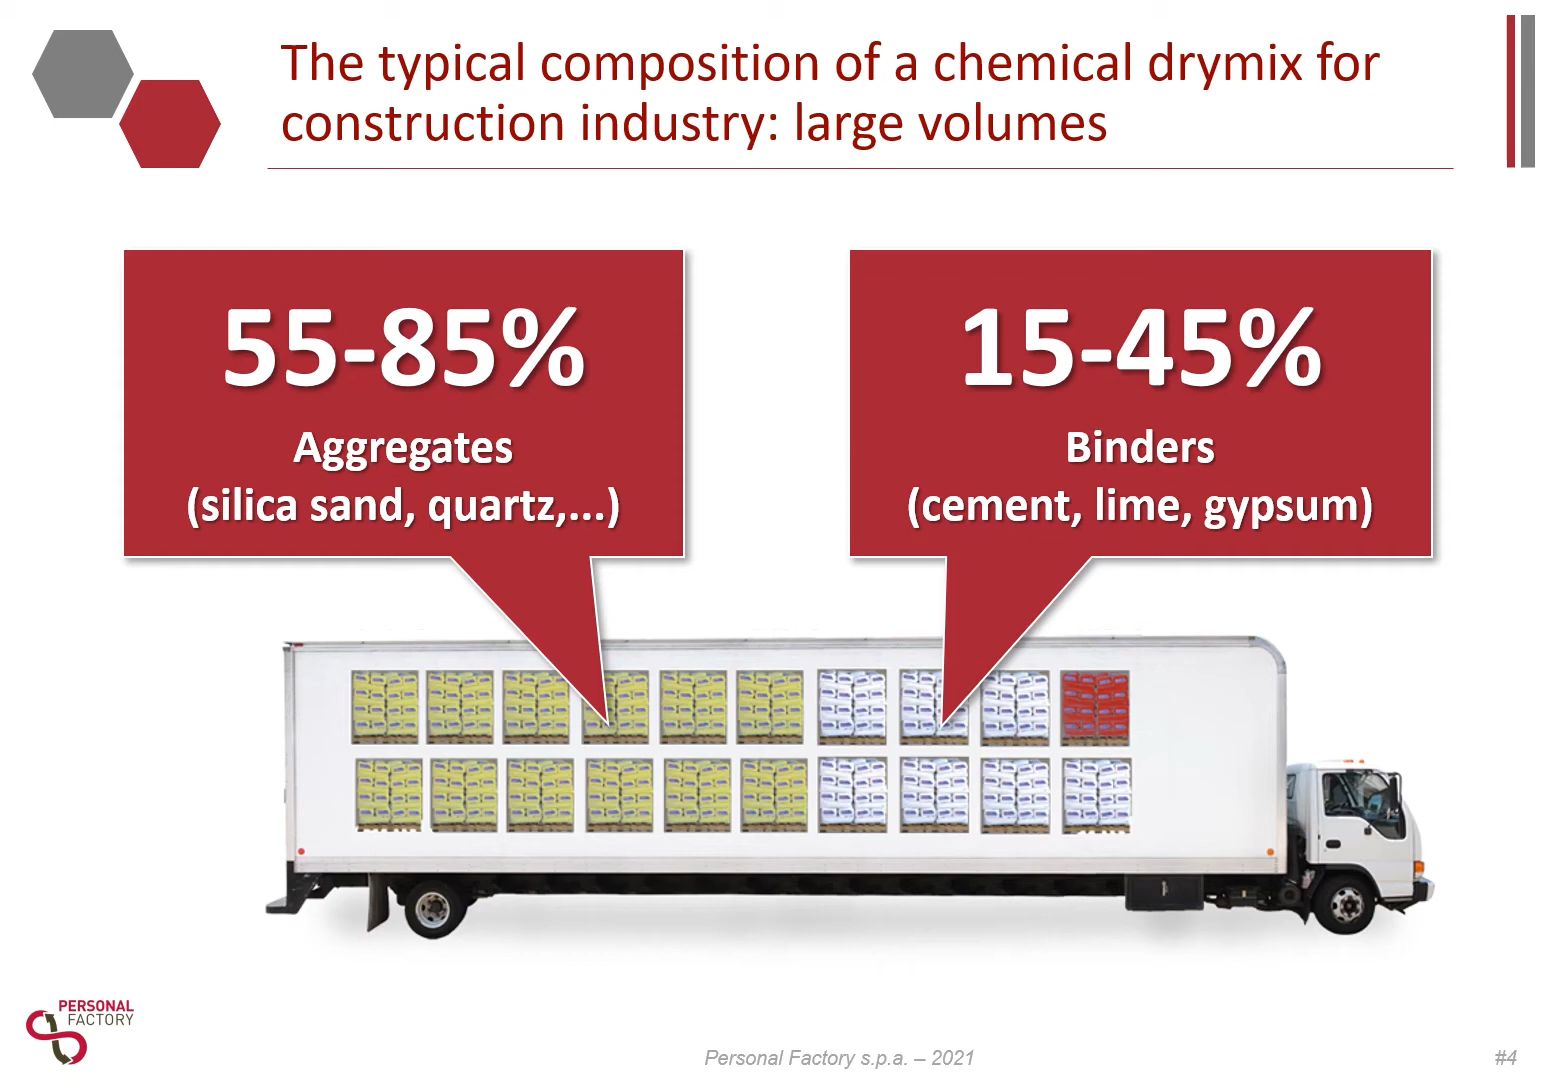 The typical composition of a chemical drymix for
construction industry: large volumes
55-85%
Aggregates
(silica sand, quartz,...)
15-45%
Binders
(cement, lime, gypsum)
PERSONAL
FACTORY
Personal Factory s.p.a. – 2021
#4